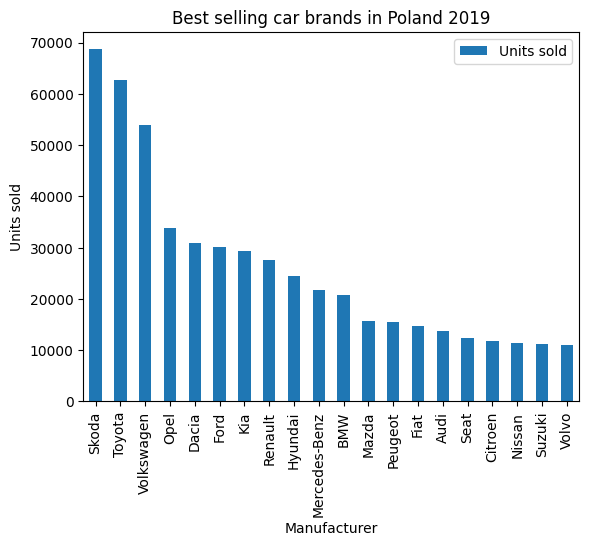 Best selling car brands in Poland 2019
Units sold
Units sold
70000
60000
50000
40000
30000
20000
10000
0
Skoda
Toyota
Volkswagen
Opel
Dacia
Ford
Kia
Renault
Hyundai
Mercedes-Benz
BMW
Mazda
Peugeot
Fiat
Audi
Seat
Citroen
Nissan
Suzuki
Volvo
Manufacturer